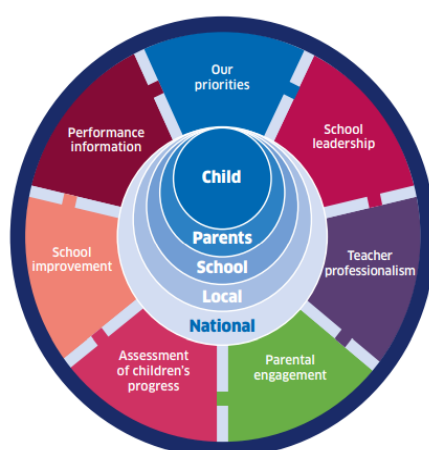 Our
priorities
School
leadership
Teacher
professionalism
Parental
engagement
Assessment
of children's
progress
School
improvement
Performance
information
Child
Parents
School
Local
National